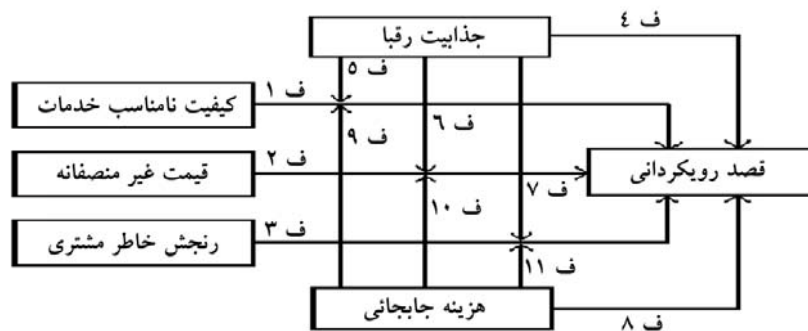 جذابیت رقبا
ف ٤
ف ٥
ف ١
کیفیت نامناسب خدمات
ف ٦
ف ٩
ف ٢
قیمت غیر منصفانه
قصد رویکردانی
ف ٧
ف ١٠
ف ٣
رنجش خاطر مشتری
ف ١١
هزینه جابجائی
ف ٨